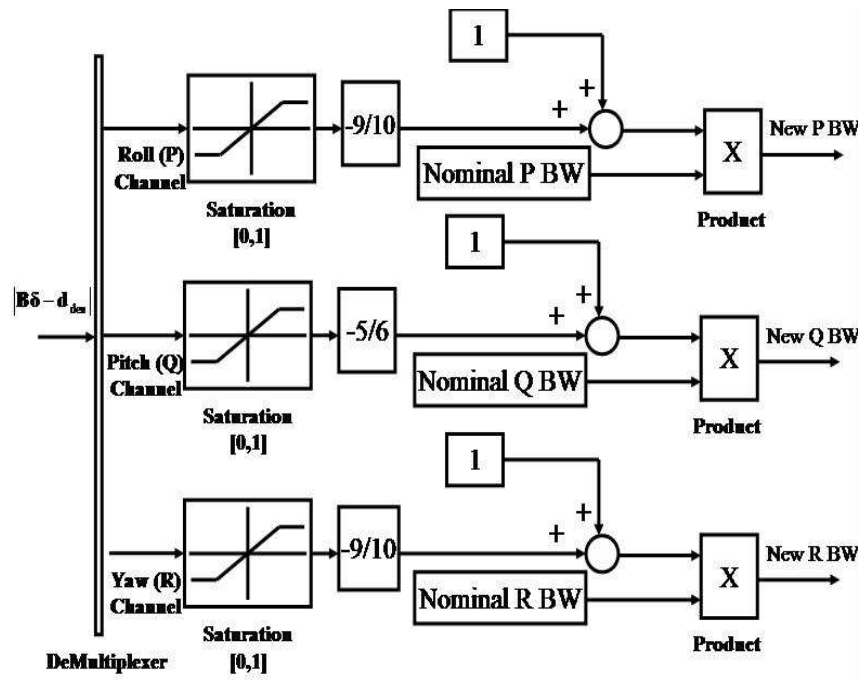 1
+
+
-9/10
X
New P BW
Roll (P)
Channel
Nominal P BW
Saturation
[0,1]
Product
1
+
+
|Bδ – d_des|
-5/6
X
New Q BW
Pitch (Q)
Channel
Nominal Q BW
Saturation
[0,1]
Product
1
+
+
-9/10
X
New R BW
Yaw (R)
Channel
Nominal R BW
Saturation
[0,1]
Product
DeMultiplexer